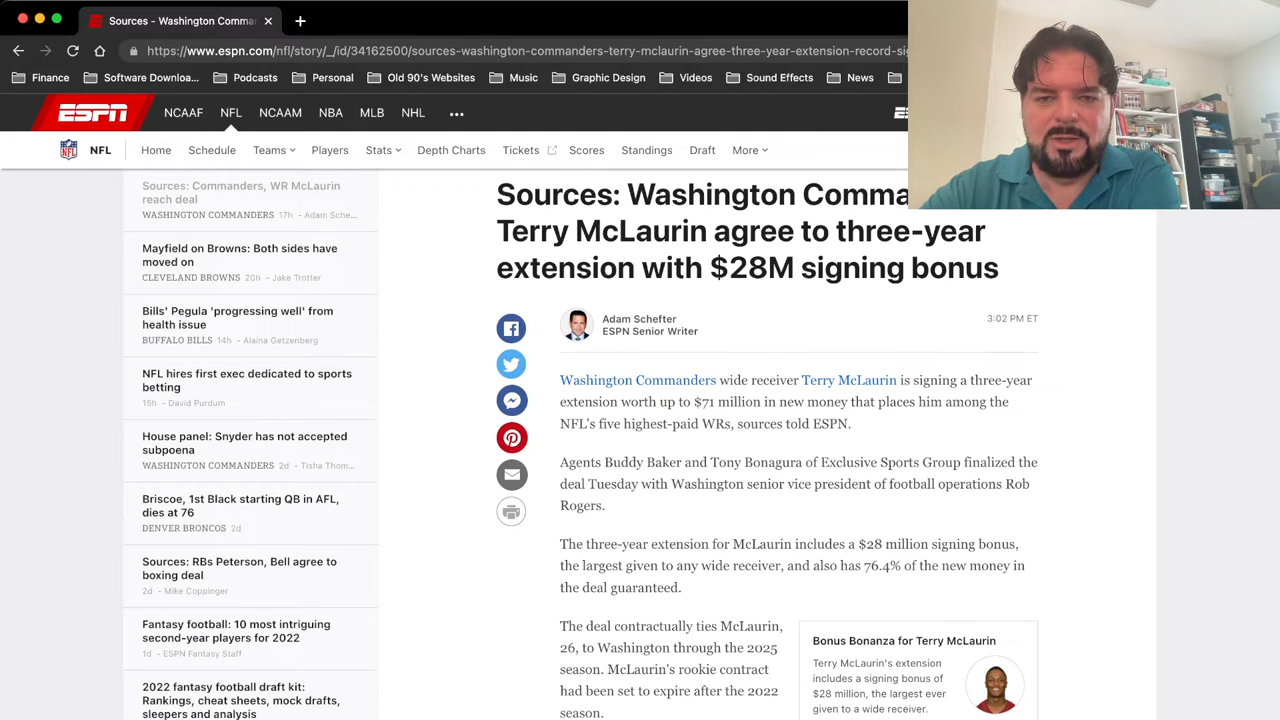 Sources - Washington Comma
https://www.espn.com/nfl/story/_/id/34162500/sources-washington-commanders-terry-mclaurin-agree-three-year-extension-record-si
Finance Software Downloa... Podcasts Personal Old 90's Websites Music Graphic Design Videos Sound Effects News
ESPN NCAAF NFL NCAAM NBA MLB NHL ...
NFL Home Schedule Teams Players Stats Depth Charts Tickets Scores Standings Draft More
Sources: Commanders, WR McLaurin
reach deal
WASHINGTON COMMANDERS 17h - Adam Sche...
Mayfield on Browns: Both sides have
moved on
CLEVELAND BROWNS 20h - Jake Trotter
Bills' Pegula 'progressing well' from
health issue
BUFFALO BILLS 14h - Alaina Getzenberg
NFL hires first exec dedicated to sports
betting
15h - David Purdum
House panel: Snyder has not accepted
subpoena
WASHINGTON COMMANDERS 2d - Tisha Thom...
Briscoe, 1st Black starting QB in AFL,
dies at 76
DENVER BRONCOS 2d
Sources: RBs Peterson, Bell agree to
boxing deal
2d - Mike Coppinger
Fantasy football: 10 most intriguing
second-year players for 2022
1d - ESPN Fantasy Staff
2022 fantasy football draft kit:
Rankings, cheat sheets, mock drafts,
sleepers and analysis
Sources: Washington Comma
Terry McLaurin agree to three-year
extension with $28M signing bonus
Adam Schefter
ESPN Senior Writer
3:02 PM ET
Washington Commanders wide receiver Terry McLaurin is signing a three-year
extension worth up to $71 million in new money that places him among the
NFL's five highest-paid WRs, sources told ESPN.
Agents Buddy Baker and Tony Bonagura of Exclusive Sports Group finalized the
deal Tuesday with Washington senior vice president of football operations Rob
Rogers.
The three-year extension for McLaurin includes a $28 million signing bonus,
the largest given to any wide receiver, and also has 76.4% of the new money in
the deal guaranteed.
The deal contractually ties McLaurin,
26, to Washington through the 2025
season. McLaurin's rookie contract
had been set to expire after the 2022
season.
Bonus Bonanza for Terry McLaurin
Terry McLaurin's extension
includes a signing bonus of
$28 million, the largest ever
given to a wide receiver.